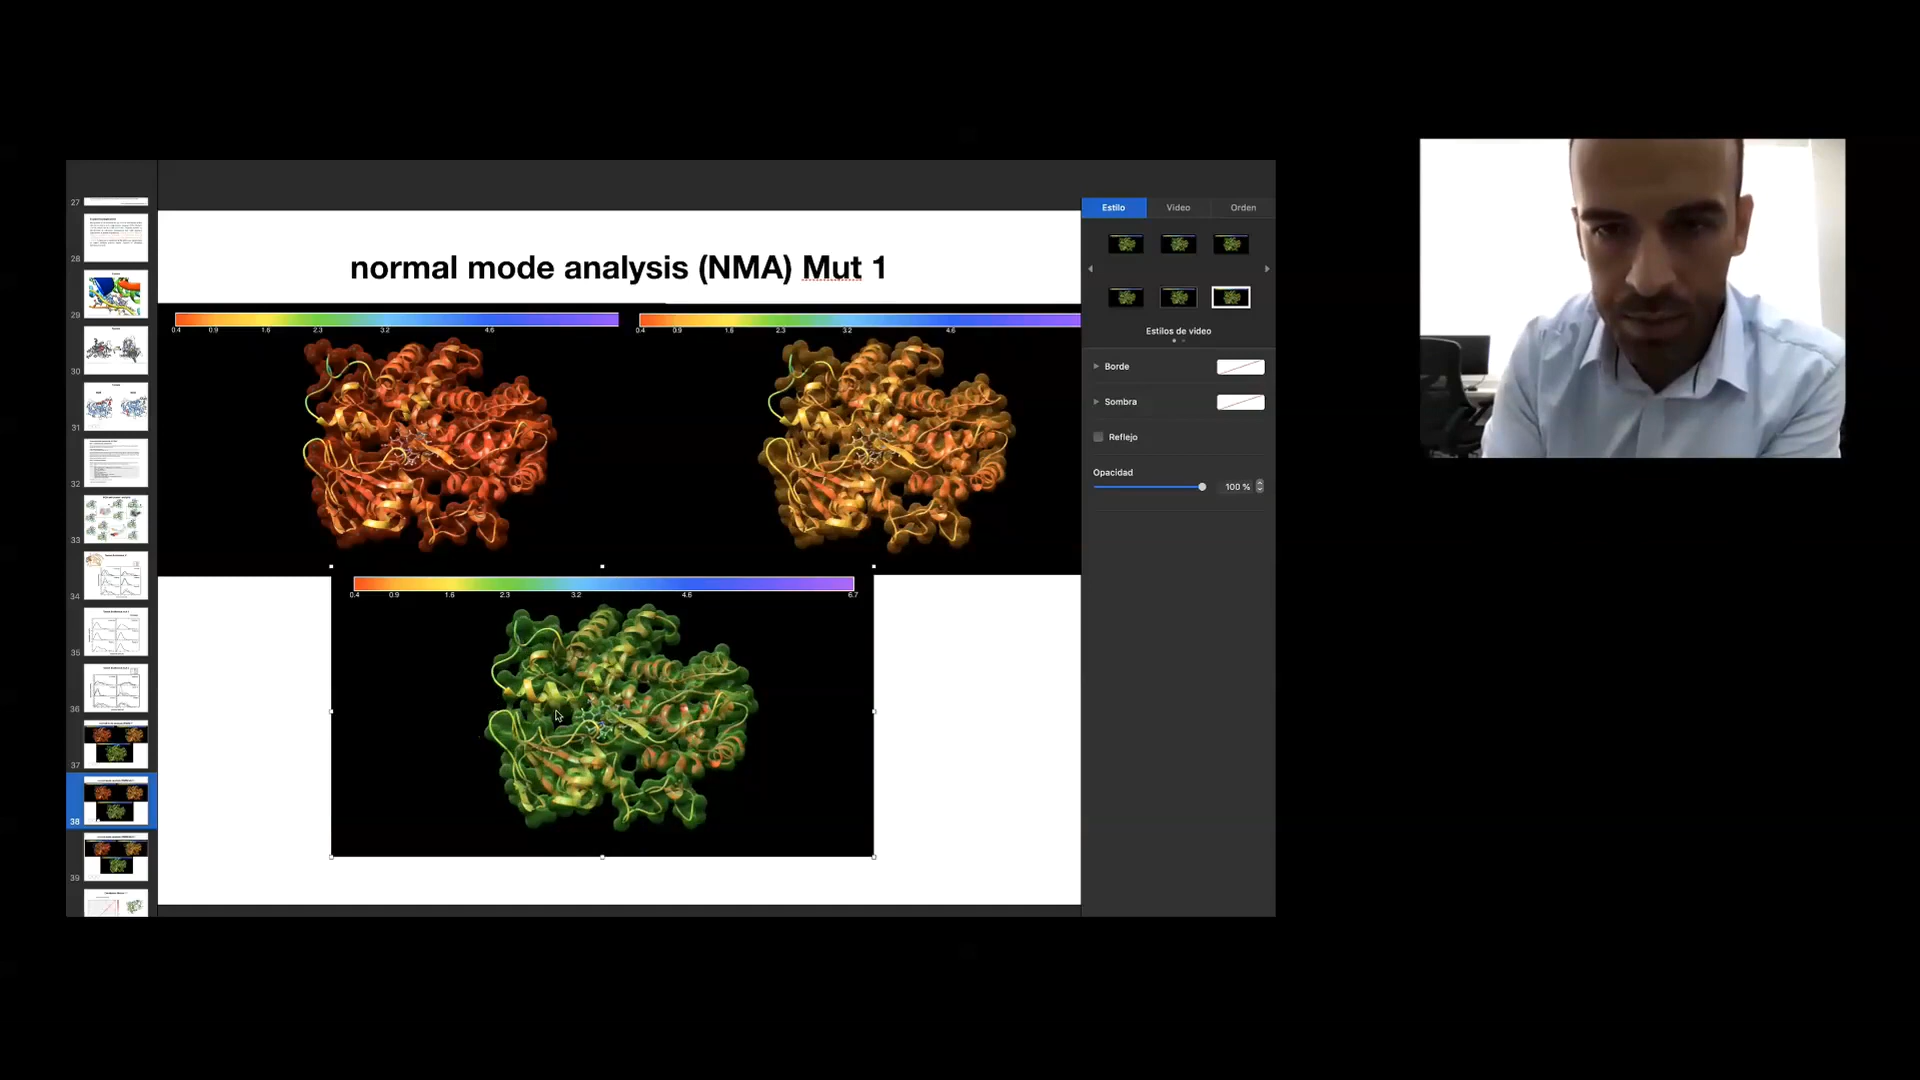 27
28
29
30
31
32
33
34
35
36
37
38
39
normal mode analysis (NMA) Mut 1
0.4 0.9 1.6 2.3 3.2 4.6
0.4 0.9 1.6 2.3 3.2 4.6
0.4 0.9 1.6 2.3 3.2 4.6 6.7
Estilo Video Orden
Estilos de video
Borde
Sombra
Reflejo
Opacidad
100 %